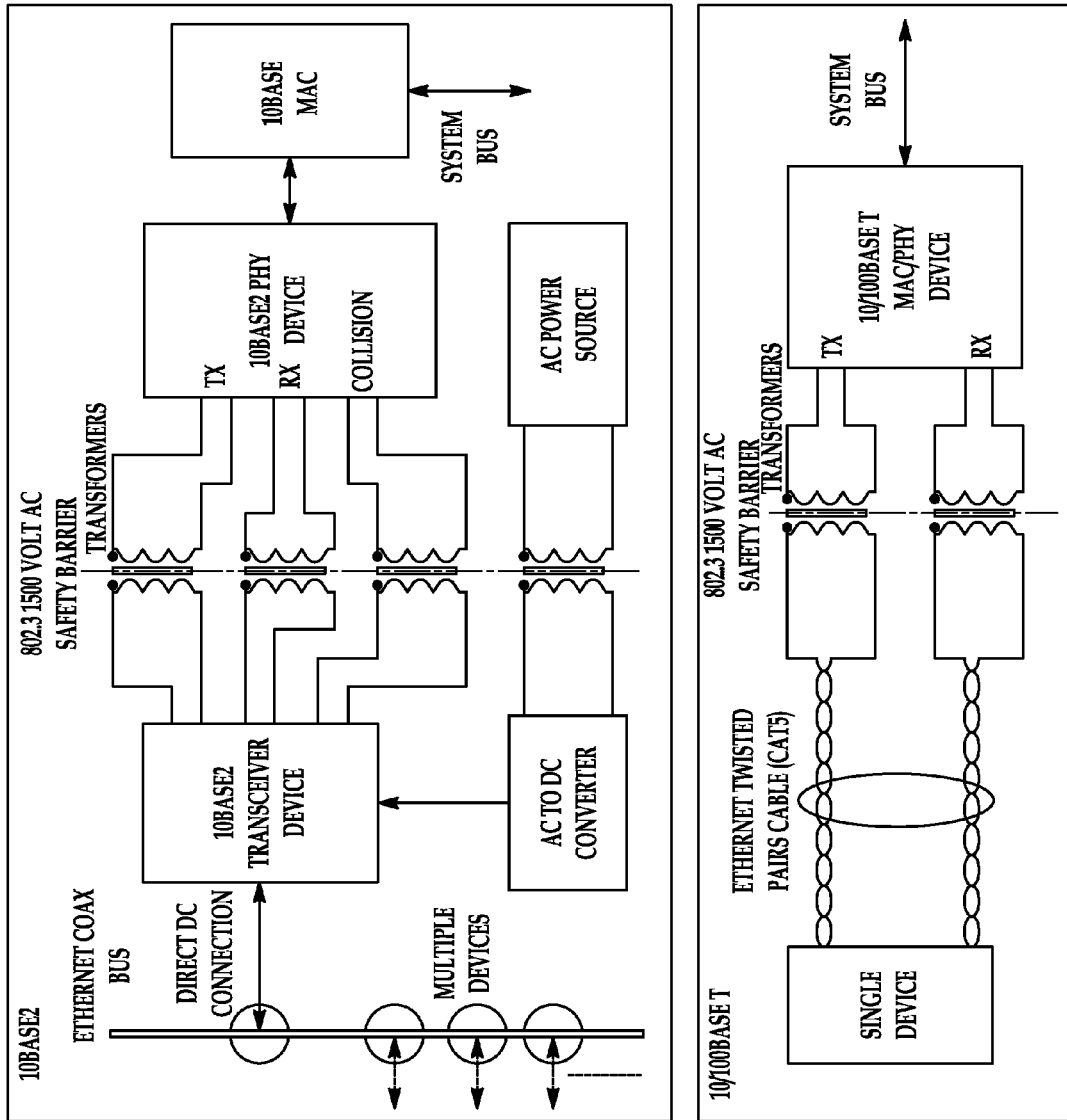 10BASE2
ETHERNET COAX
BUS
DIRECT DC
CONNECTION
MULTIPLE
DEVICES
10BASE2
TRANSCEIVER
DEVICE
AC TO DC
CONVERTER
802.3 1500 VOLT AC
SAFETY BARRIER
TRANSFORMERS
TX
10BASE2 PHY
DEVICE
RX
COLLISION
AC POWER
SOURCE
10BASE
MAC
SYSTEM
BUS
10/100BASE T
SINGLE
DEVICE
ETHERNET TWISTED
PAIRS CABLE (CAT5)
802.3 1500 VOLT AC
SAFETY BARRIER
TRANSFORMERS
TX
10/100BASE T
MAC/PHY
DEVICE
RX
SYSTEM
BUS